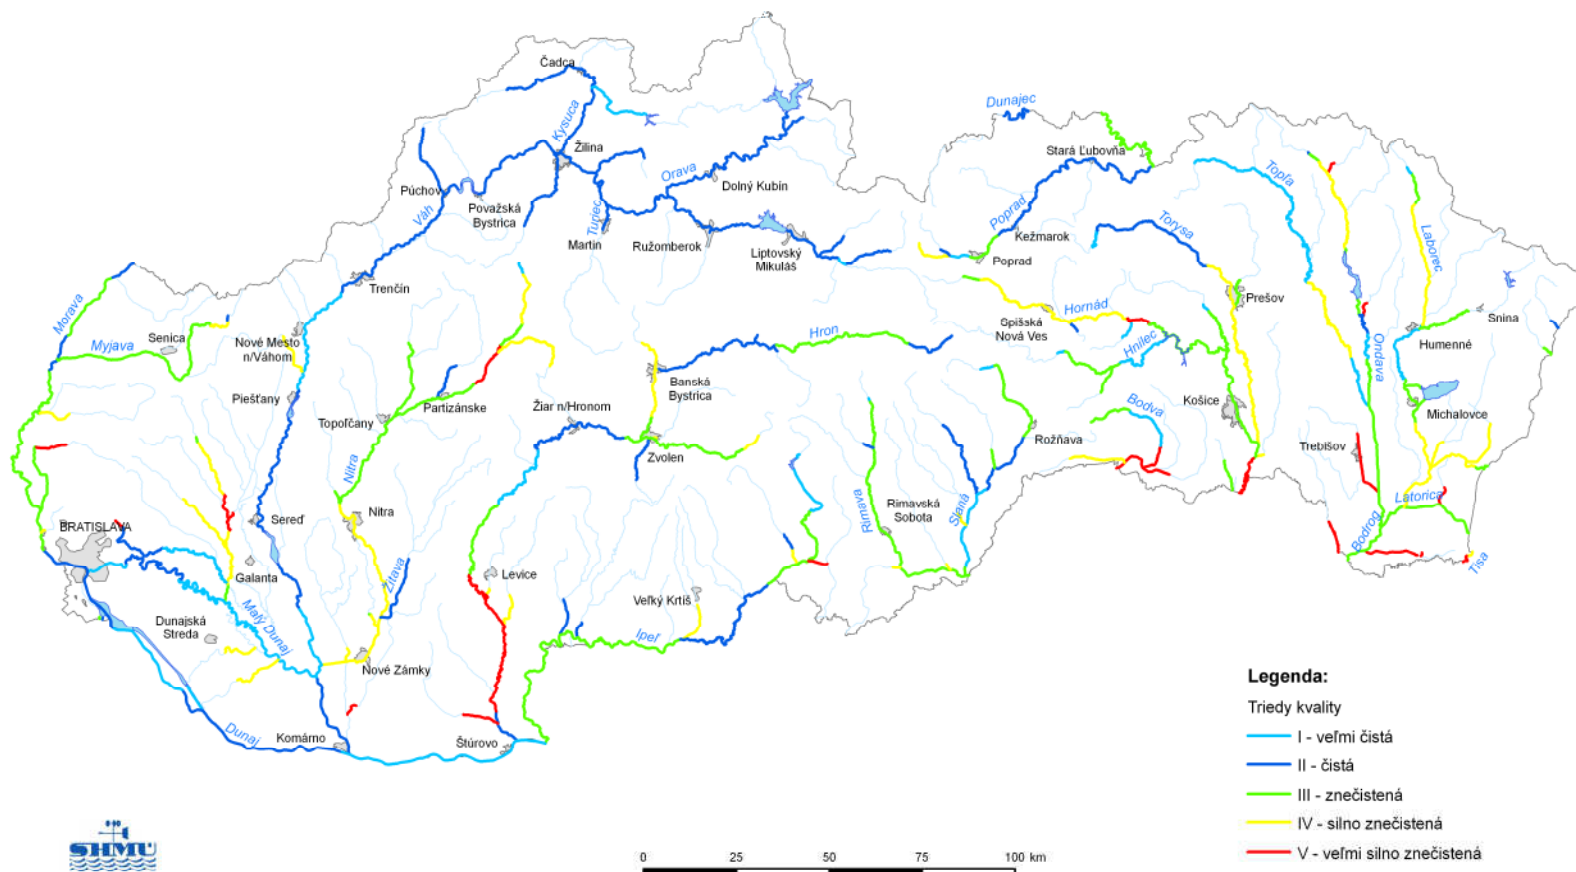 Čadca
Dunajec
Kysuca
Žilina
Stará Ľubovňa
Orava
Topľa
Púchov
Váh
Považská
Bystrica
Turiec
Dolný Kubín
Martin
Ružomberok
Liptovský
Mikuláš
Poprad
Kežmarok
Poprad
Torysa
Laborec
Trenčín
Morava
Senica
Myjava
Nové Mesto
n/Váhom
Hron
Spišská
Nová Ves
Hornád
Prešov
Hnilec
Snina
Humenné
Ondava
Piešťany
Partizánske
Topoľčany
Banská
Bystrica
Žiar n/Hronom
Košice
Michalovce
Bodva
Rožňava
Trebišov
Zvolen
Nitra
Nitra
Rimava
Rimavská
Sobota
Slaná
Latorica
BRATISLAVA
Sereď
Galanta
Žitava
Levice
Bodrog
Tisa
Veľký Krtíš
Dunajská
Streda
Malý Dunaj
Ipeľ
Nové Zámky
Dunaj
Komárno
Štúrovo
Legenda:
Triedy kvality
I - veľmi čistá
II - čistá
III - znečistená
IV - silno znečistená
V - veľmi silno znečistená
SHMÚ
0 25 50 75 100 km